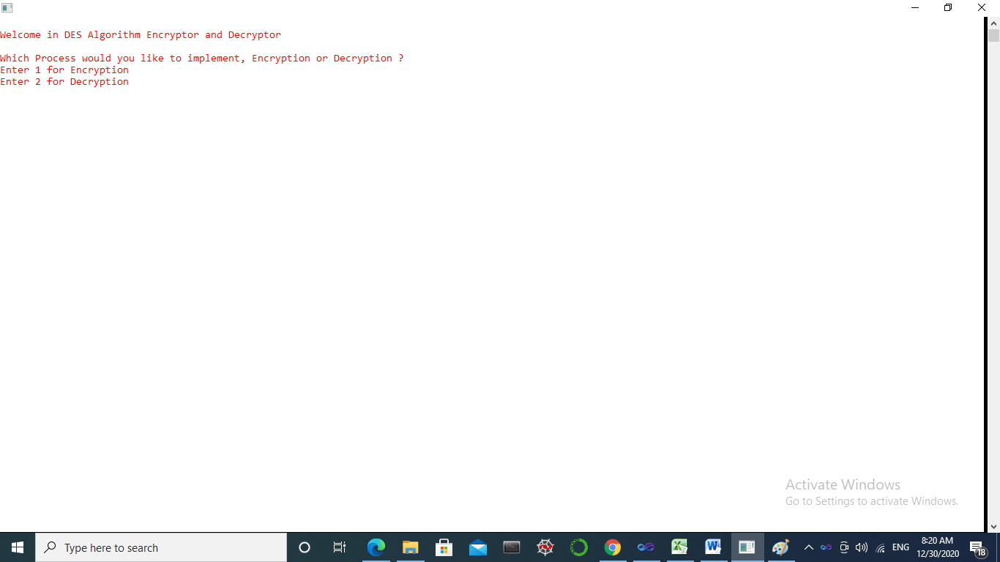 Welcome in DES Algorithm Encryptor and Decryptor
Which Process would you like to implement, Encryption or Decryption ?
Enter 1 for Encryption
Enter 2 for Decryption
Activate Windows
Go to Settings to activate Windows.
Type here to search
ENG
8:20 AM
12/30/2020
18